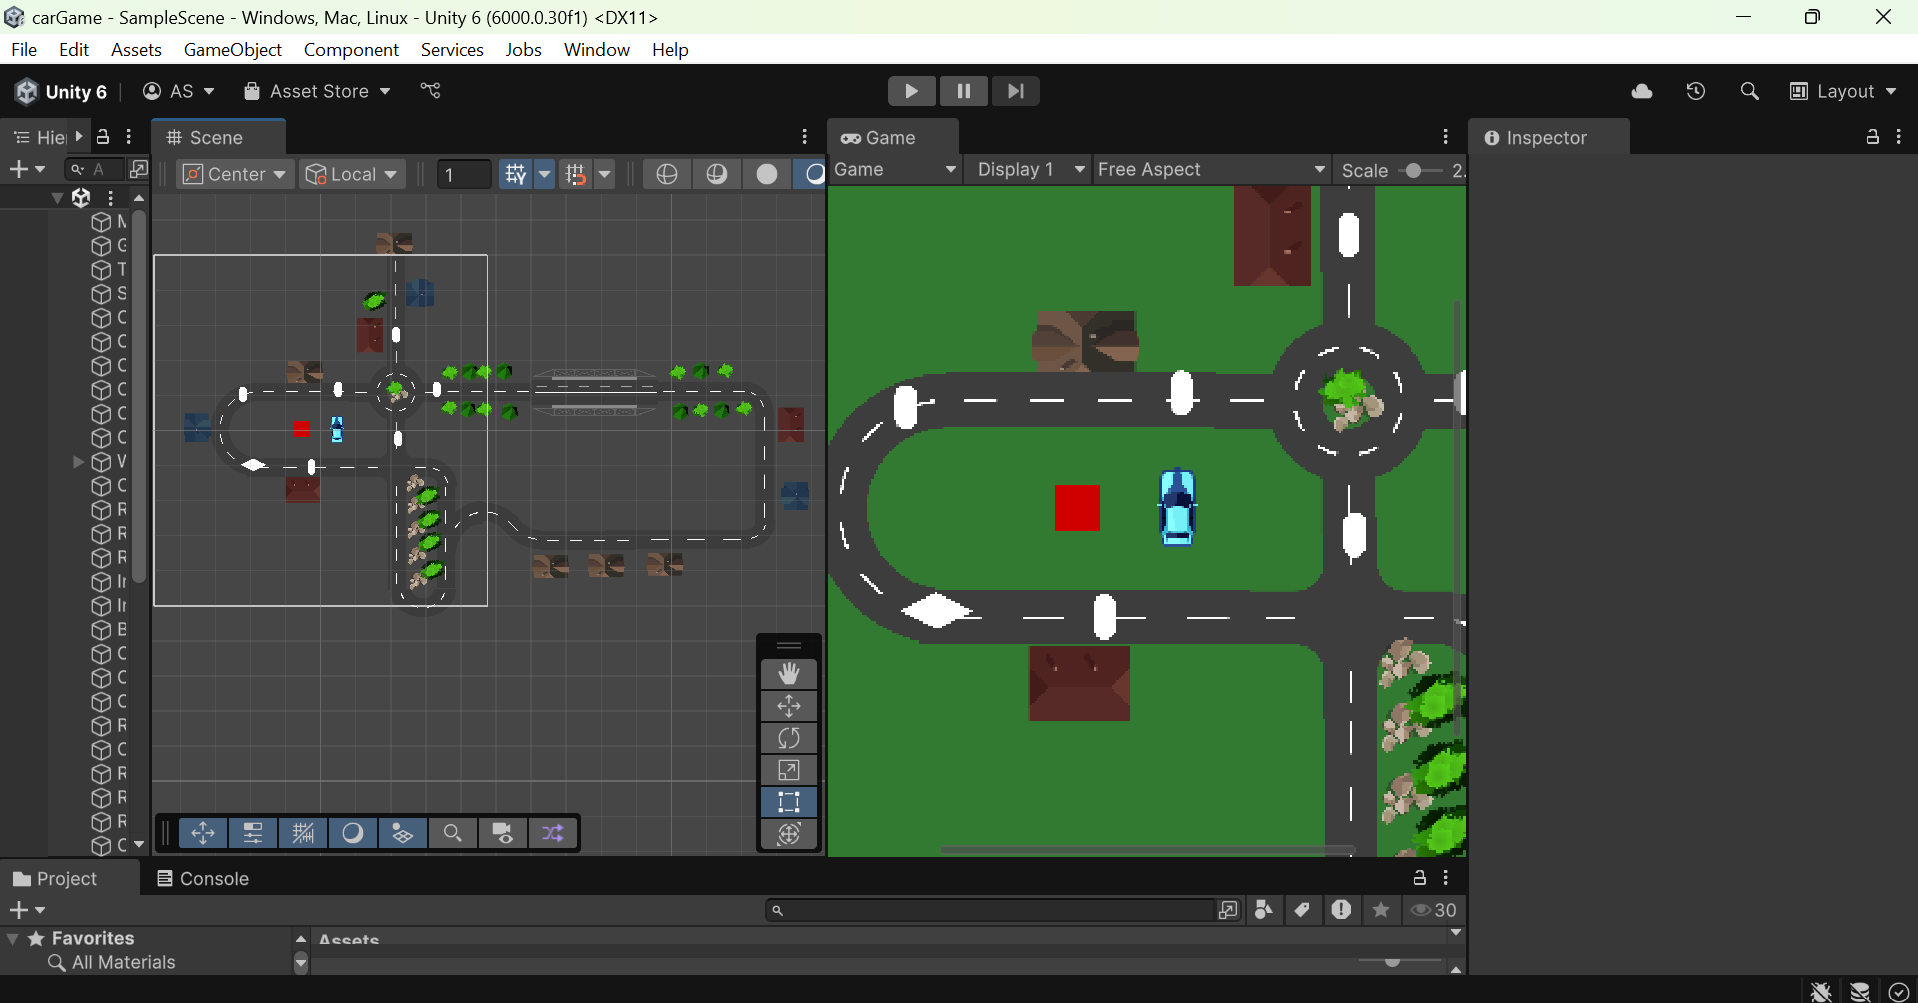 carGame - SampleScene - Windows, Mac, Linux - Unity 6 (6000.0.30f1) <DX11>
File Edit Assets GameObject Component Services Jobs Window Help
Unity 6 AS Asset Store Layout
Scene Game Inspector
A Center Local 1 Game Display 1 Free Aspect Scale 2.
Project Console
30
Favorites Assets
All Materials